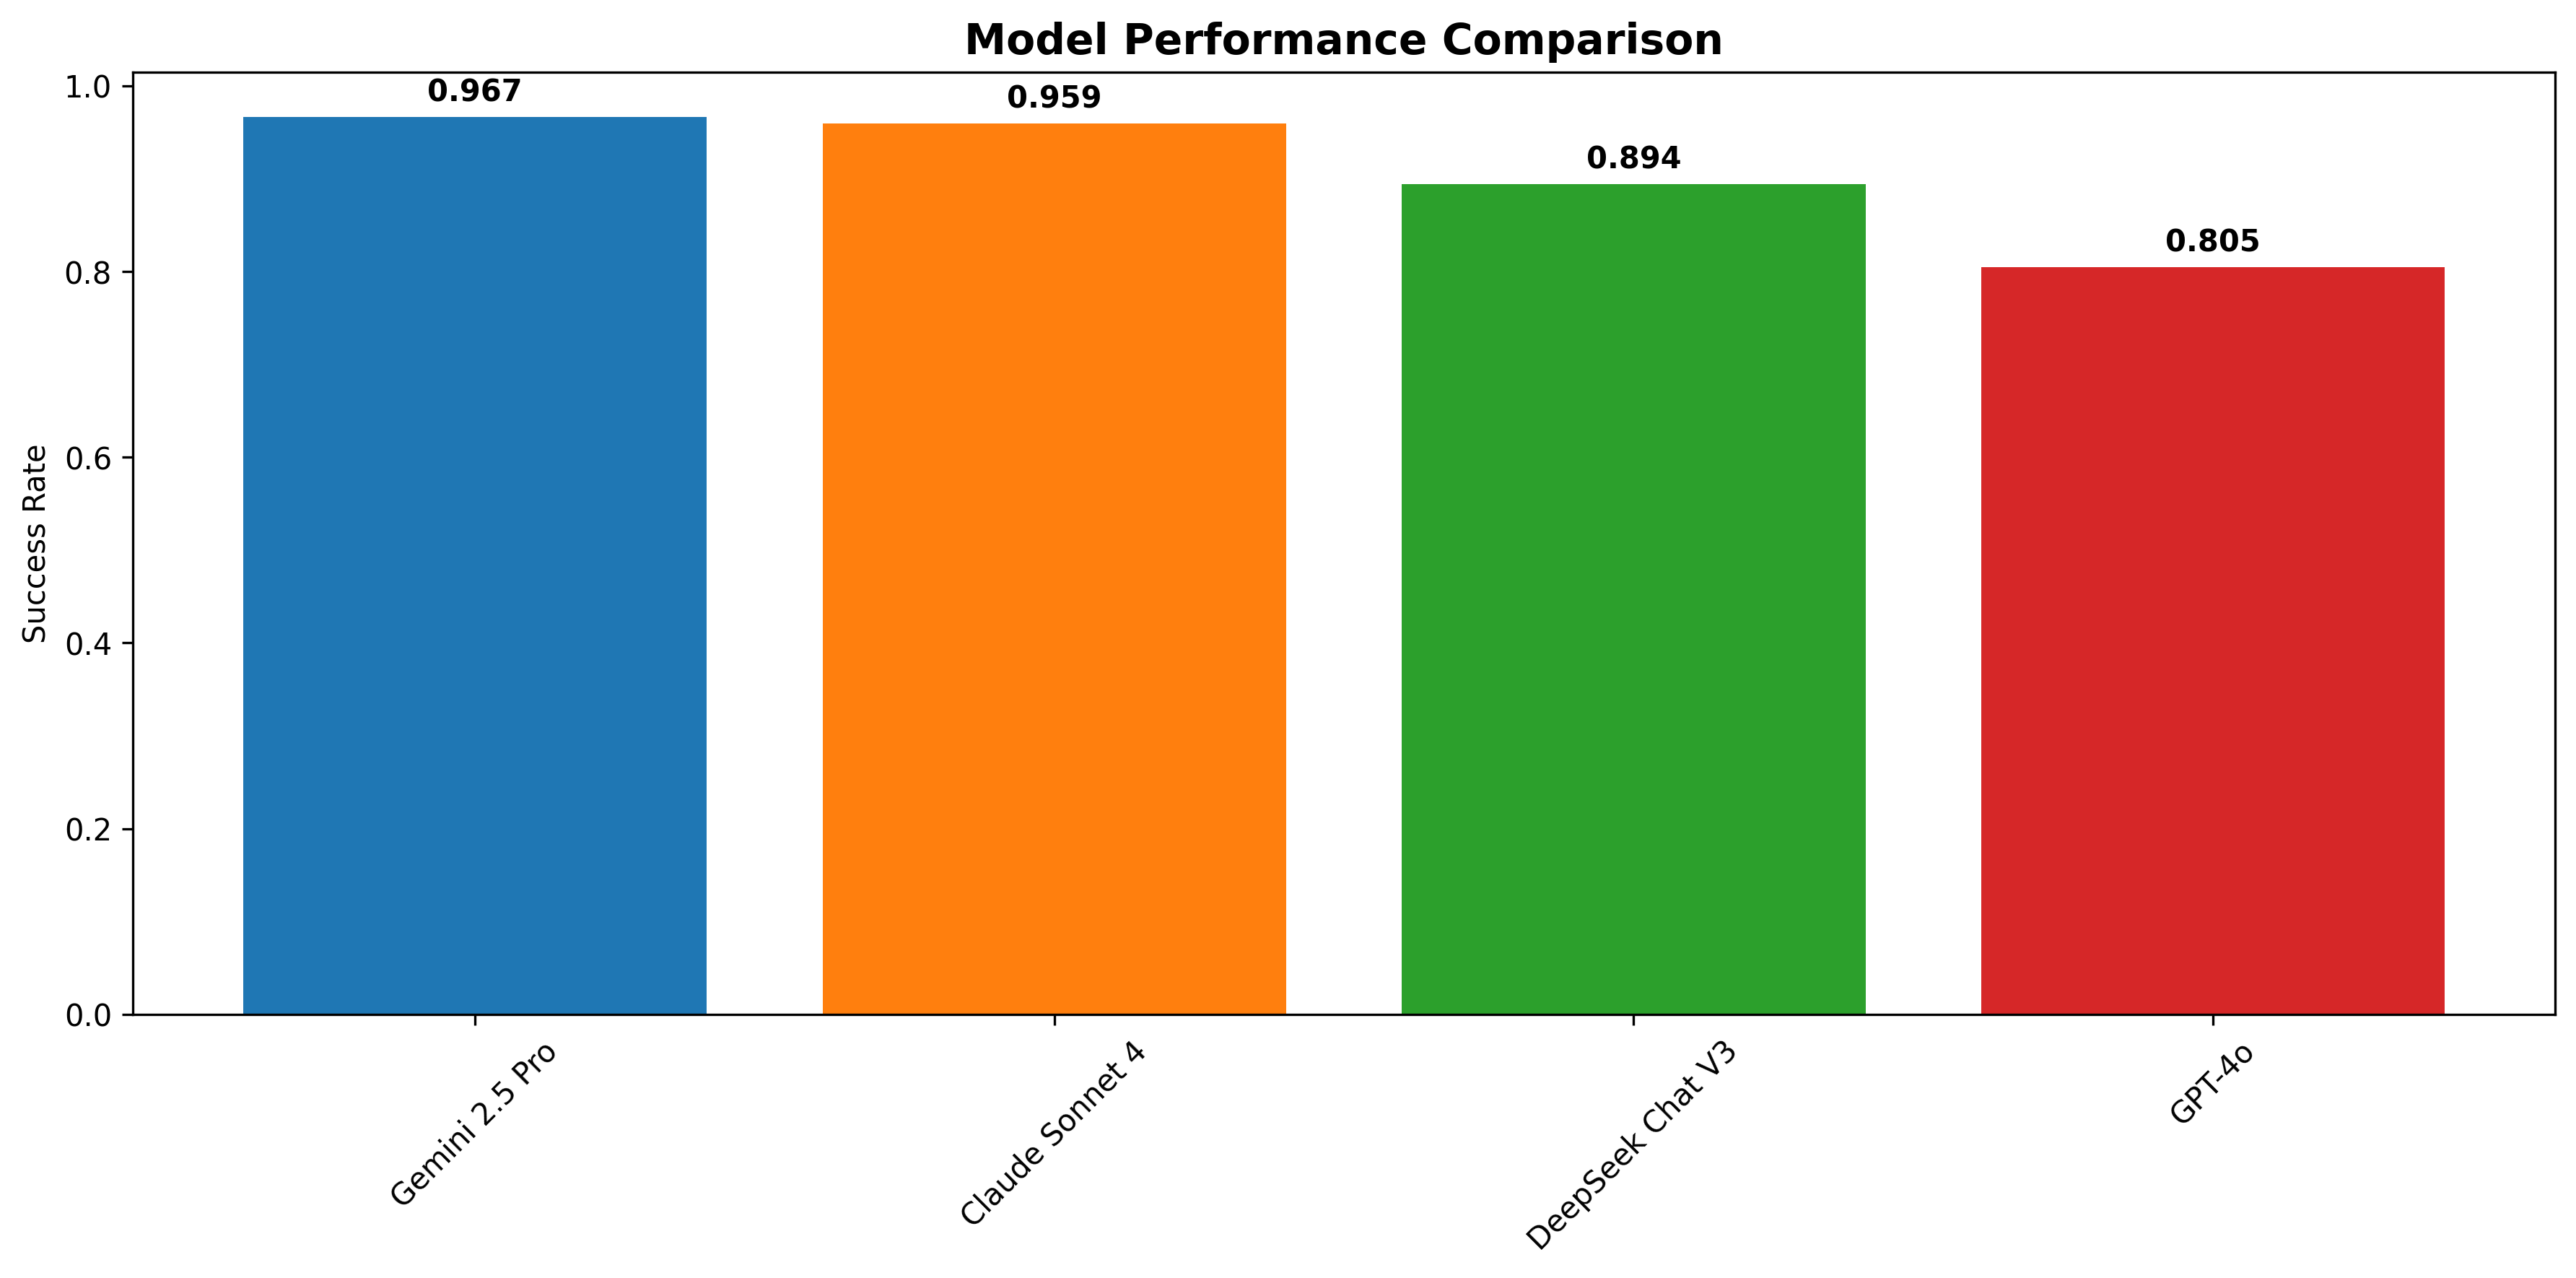 Model Performance Comparison
Success Rate
1.0
0.8
0.6
0.4
0.2
0.0
0.967
0.959
0.894
0.805
Gemini 2.5 Pro
Claude Sonnet 4
DeepSeek Chat V3
GPT-4o